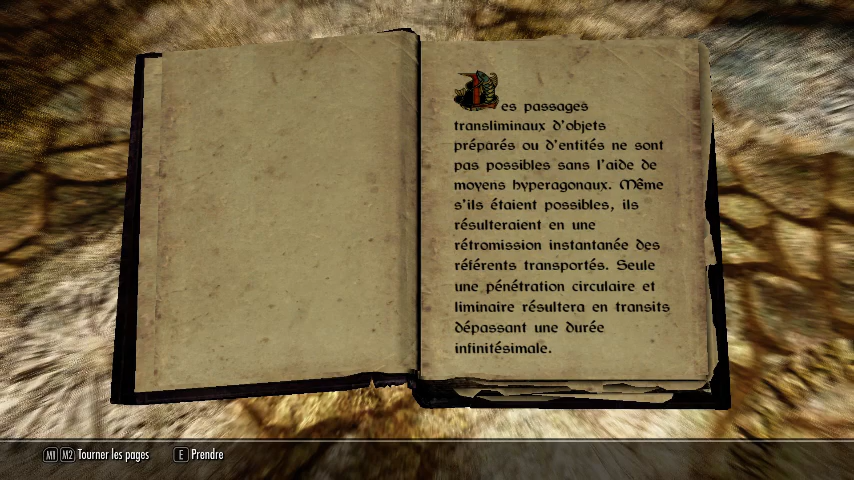 Les passages
transliminaux d'objets
préparés ou d'entités ne sont
pas possibles sans l'aide de
moyens hyperagonaux. Même
s'ils étaient possibles, ils
résulteraient en une
rétromission instantanée des
référents transportés. Seule
une pénétration circulaire et
liminaire résultera en transits
dépassant une durée
infinitésimale.
M1 M2 Tourner les pages E Prendre